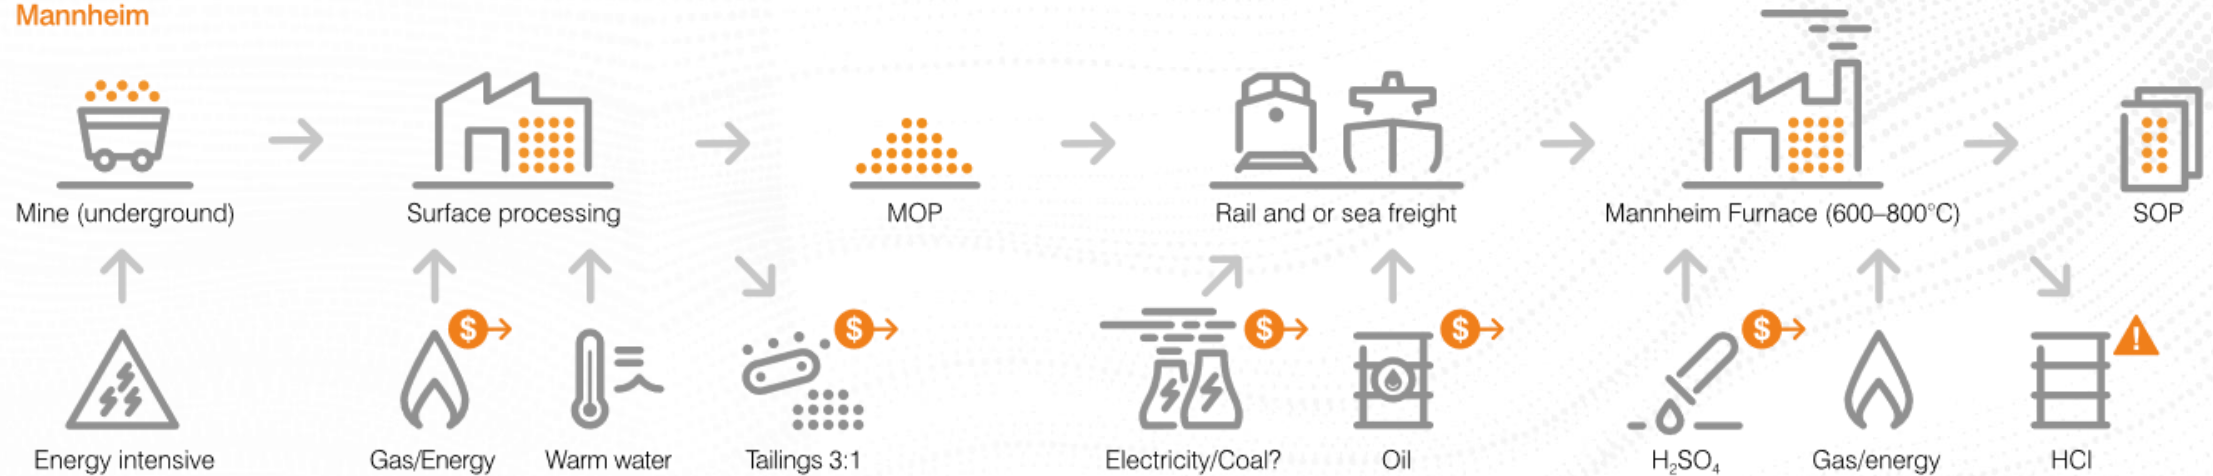 Mannheim
Mine (underground)
Surface processing
MOP
Rail and or sea freight
Mannheim Furnace (600–800°C)
SOP
$
$
$
$
$
!
Energy intensive
Gas/Energy
Warm water
Tailings 3:1
Electricity/Coal?
Oil
H₂SO₄
Gas/energy
HCl